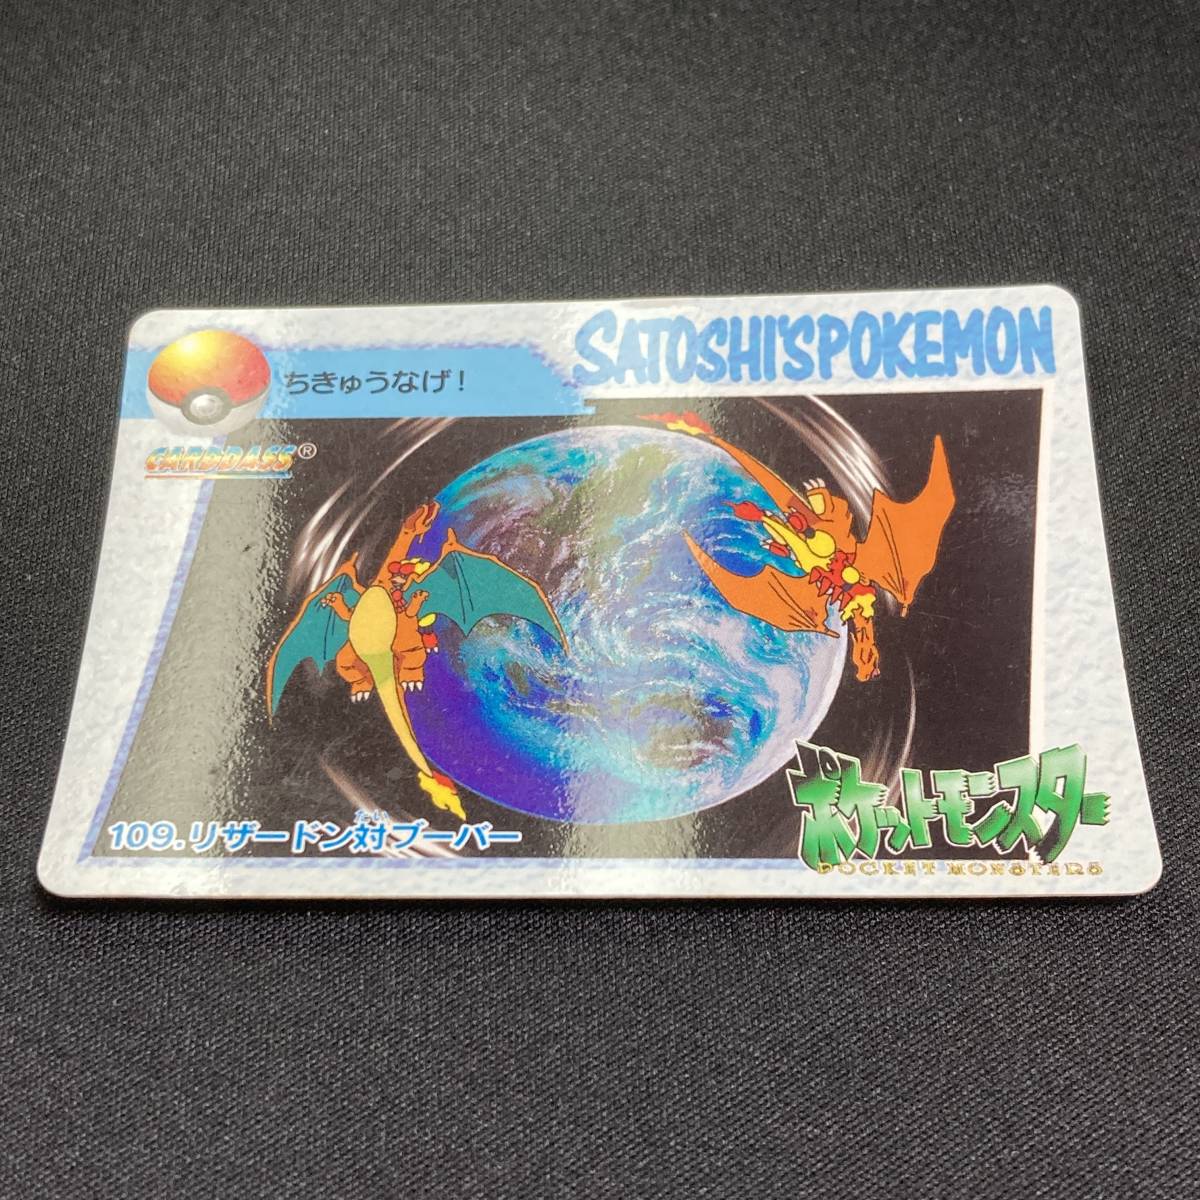 SATOSHI'SPOKEMON
ちきゅうなげ!
CARDDASS®
たい
109.リザードン対ブーバー
ポケットモンスター
POCKET MONSTERS